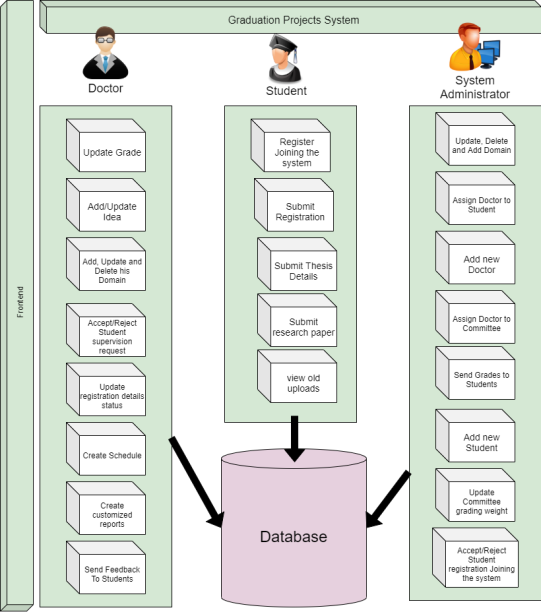 Graduation Projects System
Frontend
Doctor
Update Grade
Add/Update
Idea
Add, Update and
Delete his
Domain
Accept/Reject
Student
supervision
request
Update
registration details
status
Create Schedule
Create
customized
reports
Send Feedback
To Students
Student
Register
Joining the
system
Submit
Registration
Submit Thesis
Details
Submit
research paper
view old
uploads
System
Administrator
Update, Delete
and Add Domain
Assign Doctor to
Student
Add new
Doctor
Assign Doctor to
Committee
Send Grades to
Students
Add new
Student
Update
Committee
grading weight
Accept/Reject
Student
registration Joining
the system
Database